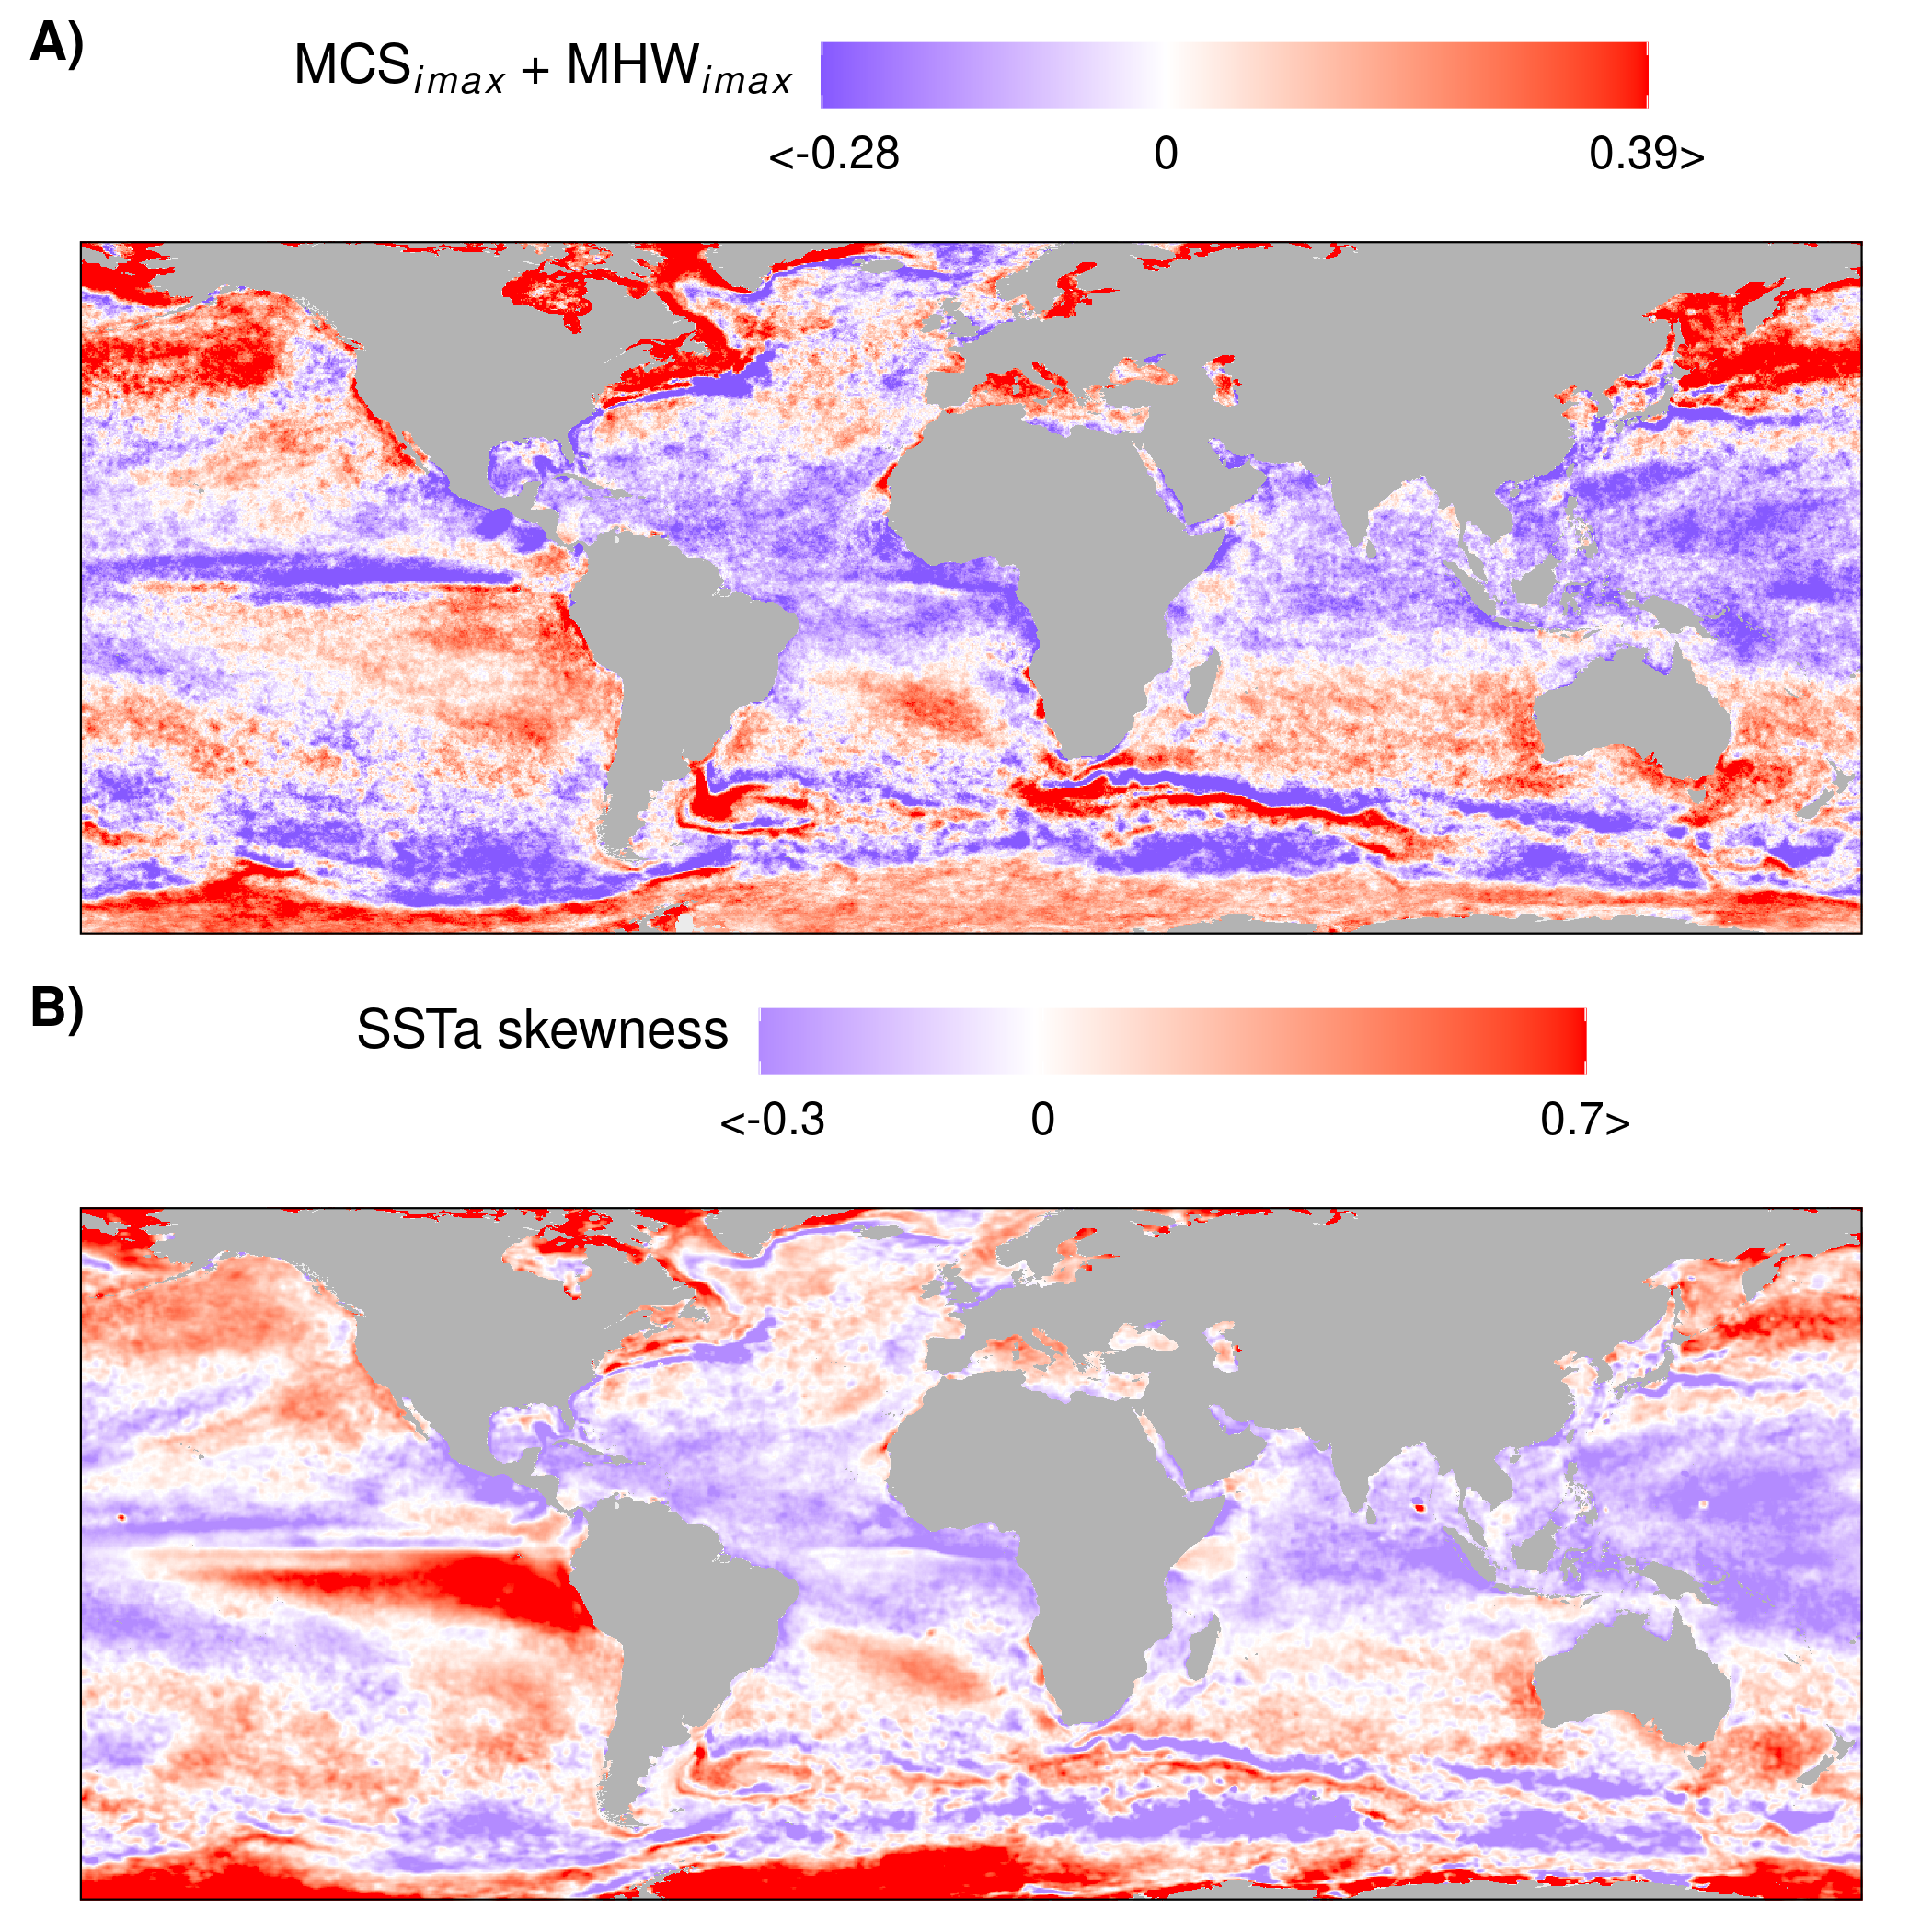 A)
MCSimax + MHWimax
<-0.28 0 0.39>
B)
SSTa skewness
<-0.3 0 0.7>